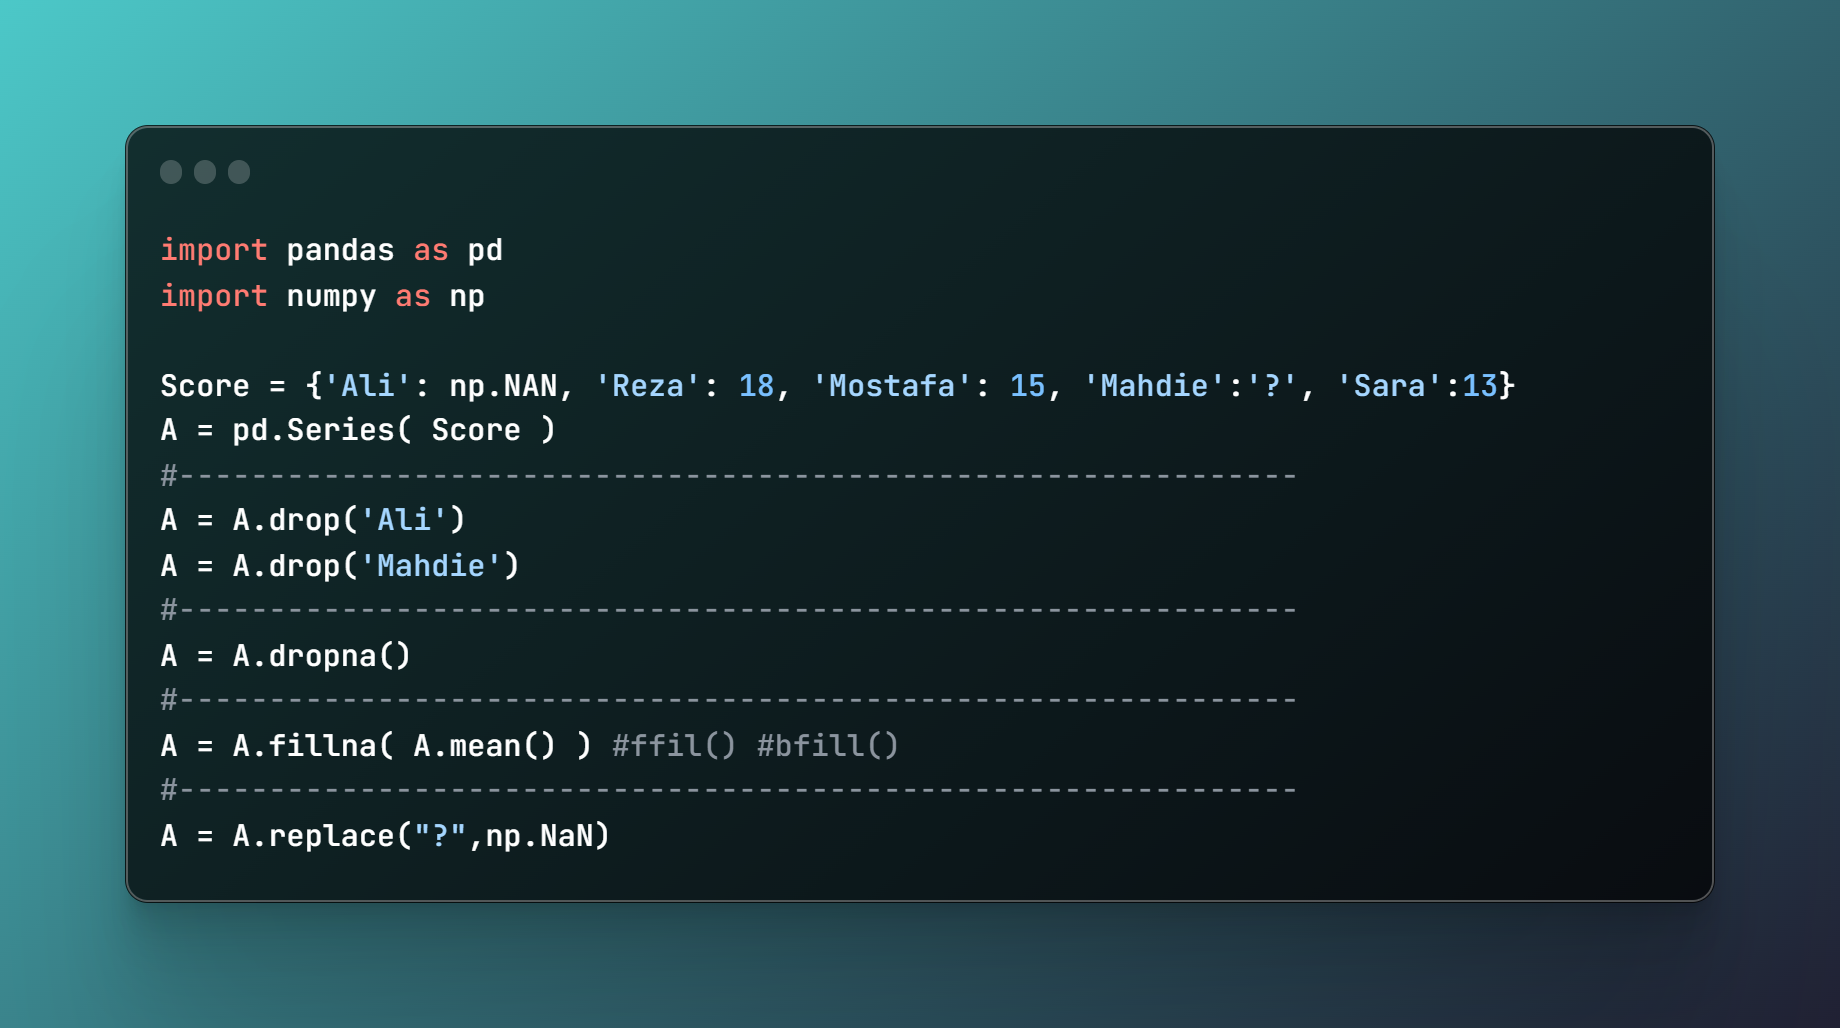 import pandas as pd
import numpy as np
Score = {'Ali': np.NAN, 'Reza': 18, 'Mostafa': 15, 'Mahdie':'?', 'Sara':13}
A = pd.Series( Score )
#--------------------------------------------------------------
A = A.drop('Ali')
A = A.drop('Mahdie')
#--------------------------------------------------------------
A = A.dropna()
#--------------------------------------------------------------
A = A.fillna( A.mean() ) #ffil() #bfill()
#--------------------------------------------------------------
A = A.replace("?",np.NaN)